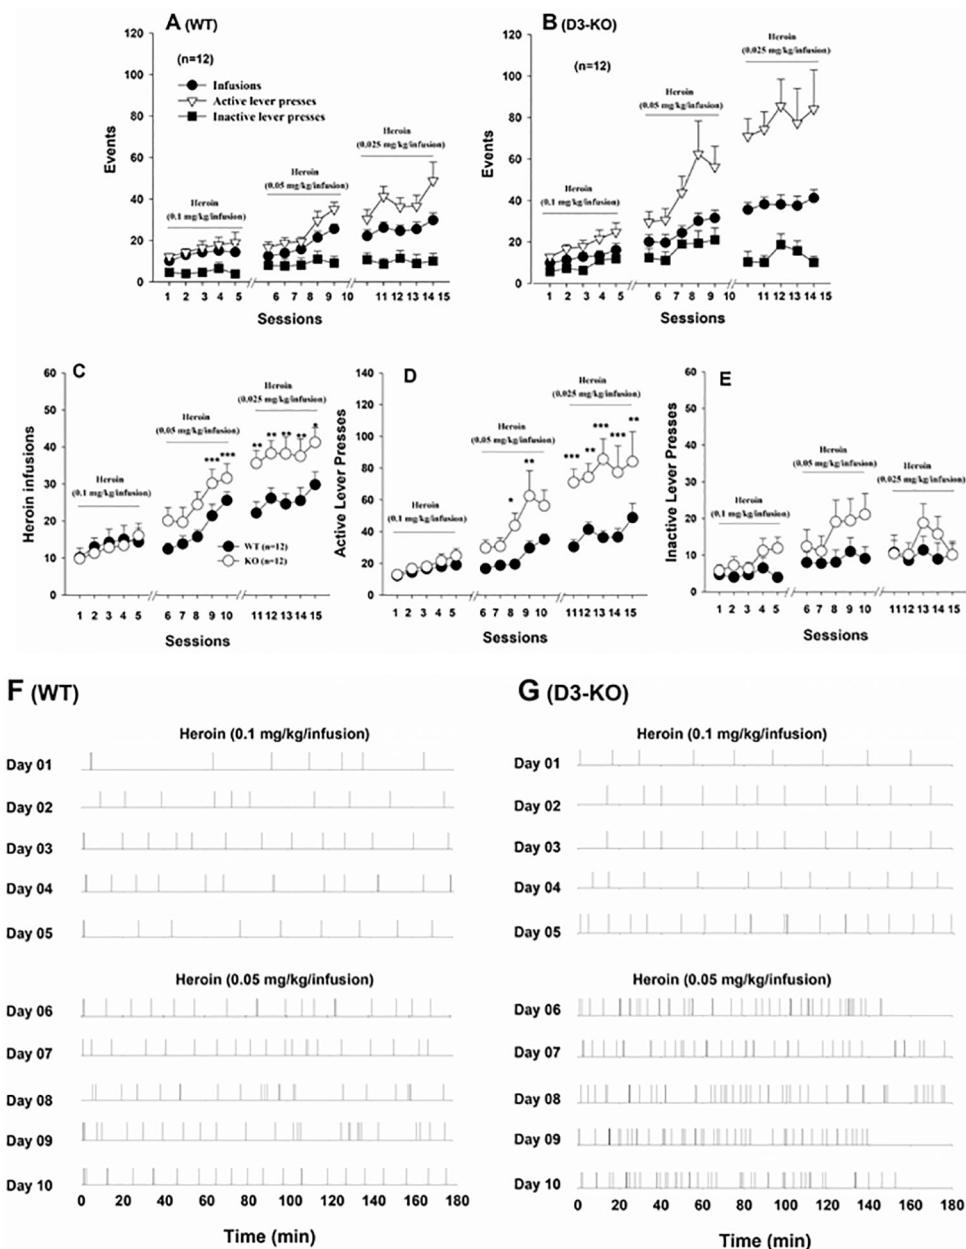 A (WT)
(n=12)
Infusions
Active lever presses
Inactive lever presses
Heroin
(0.1 mg/kg/infusion)
Heroin
(0.05 mg/kg/infusion)
Heroin
(0.025 mg/kg/infusion)
Events
120
100
80
60
40
20
0
1 2 3 4 5 6 7 8 9 10 11 12 13 14 15
Sessions
B (D3-KO)
(n=12)
Heroin
(0.1 mg/kg/infusion)
Heroin
(0.05 mg/kg/infusion)
Heroin
(0.025 mg/kg/infusion)
Events
120
100
80
60
40
20
0
1 2 3 4 5 6 7 8 9 10 11 12 13 14 15
Sessions
C
Heroin
(0.1 mg/kg/infusion)
Heroin
(0.05 mg/kg/infusion)
Heroin
(0.025 mg/kg/infusion)
*** *** ** ** ** ** *
WT (n=12)
KO (n=12)
Heroin infusions
60
50
40
30
20
10
0
1 2 3 4 5 6 7 8 9 10 11 12 13 14 15
Sessions
D
Heroin
(0.1 mg/kg/infusion)
Heroin
(0.05 mg/kg/infusion)
Heroin
(0.025 mg/kg/infusion)
* ** *** ** *** *** **
Active Lever Presses
140
120
100
80
60
40
20
0
1 2 3 4 5 6 7 8 9 10 11 12 13 14 15
Sessions
E
Heroin
(0.1 mg/kg/infusion)
Heroin
(0.05 mg/kg/infusion)
Heroin
(0.025 mg/kg/infusion)
Inactive Lever Presses
60
50
40
30
20
10
0
1 2 3 4 5 6 7 8 9 10 11 12 13 14 15
Sessions
F (WT)
Heroin (0.1 mg/kg/infusion)
Day 01
Day 02
Day 03
Day 04
Day 05
Heroin (0.05 mg/kg/infusion)
Day 06
Day 07
Day 08
Day 09
Day 10
0 20 40 60 80 100 120 140 160 180
Time (min)
G (D3-KO)
Heroin (0.1 mg/kg/infusion)
Day 01
Day 02
Day 03
Day 04
Day 05
Heroin (0.05 mg/kg/infusion)
Day 06
Day 07
Day 08
Day 09
Day 10
0 20 40 60 80 100 120 140 160 180
Time (min)